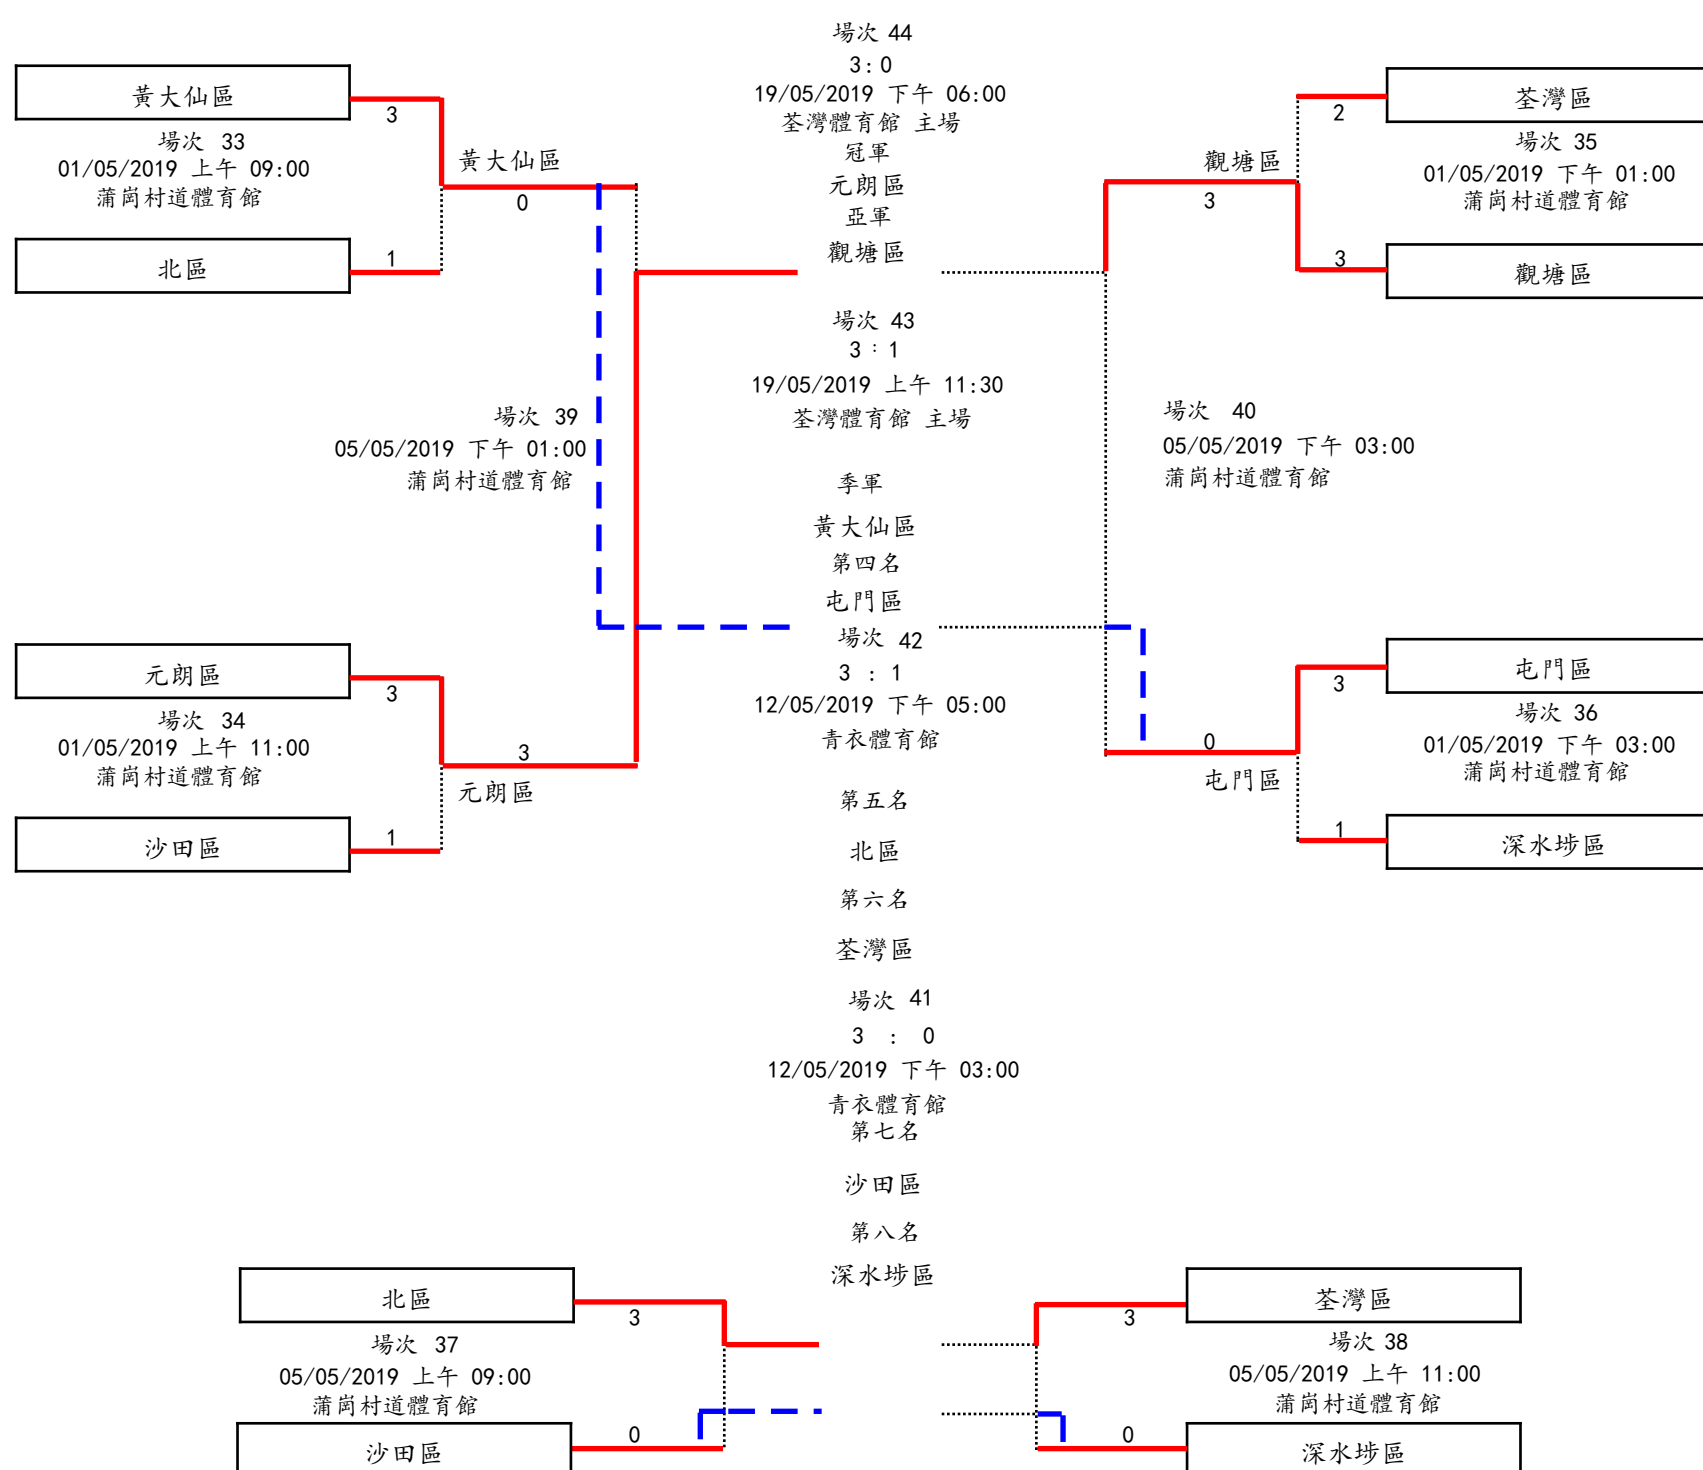 場次 44
3:0
19/05/2019 下午 06:00
荃灣體育館 主場
冠軍
元朗區
亞軍
觀塘區
黃大仙區
3
場次 33
01/05/2019 上午 09:00
蒲崗村道體育館
北區
1
黃大仙區
0
荃灣區
2
場次 35
01/05/2019 下午 01:00
蒲崗村道體育館
觀塘區
3
觀塘區
3
場次 43
3 : 1
19/05/2019 上午 11:30
荃灣體育館 主場
場次 39
05/05/2019 下午 01:00
蒲崗村道體育館
場次 40
05/05/2019 下午 03:00
蒲崗村道體育館
季軍
黃大仙區
第四名
屯門區
場次 42
3 : 1
12/05/2019 下午 05:00
青衣體育館
元朗區
3
場次 34
01/05/2019 上午 11:00
蒲崗村道體育館
沙田區
1
3
元朗區
屯門區
3
場次 36
01/05/2019 下午 03:00
蒲崗村道體育館
深水埗區
1
0
屯門區
第五名
北區
第六名
荃灣區
場次 41
3 : 0
12/05/2019 下午 03:00
青衣體育館
第七名
沙田區
第八名
深水埗區
北區
3
場次 37
05/05/2019 上午 09:00
蒲崗村道體育館
沙田區
0
荃灣區
3
場次 38
05/05/2019 上午 11:00
蒲崗村道體育館
深水埗區
0